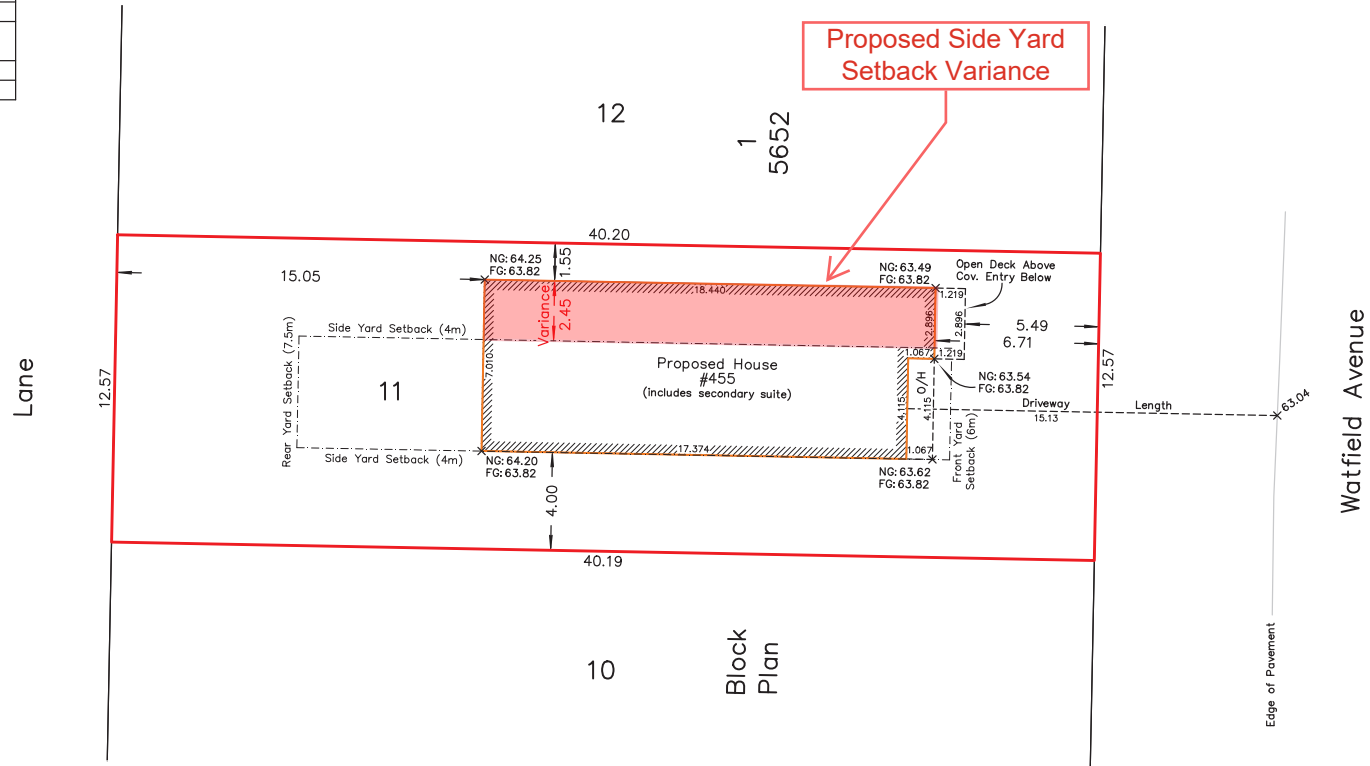 Proposed Side Yard
Setback Variance
12
1
5652
40.20
NG: 64.25
FG: 63.82
1.55
NG: 63.49
FG: 63.82
Open Deck Above
Cov. Entry Below
15.05
18.440
1.219
Variance:
2.45
2.896
2.896
5.49
6.71
Side Yard Setback (4m)
Rear Yard Setback (7.5m)
7.010
Proposed House
#455
(includes secondary suite)
1.067
1.219
O/H
NG: 63.54
FG: 63.82
12.57
12.57
Lane
11
4.115
4.115
Driveway
Length
15.13
63.04
Watfield Avenue
Front Yard
Setback (6m)
Side Yard Setback (4m)
17.374
1.067
NG: 64.20
FG: 63.82
NG: 63.62
FG: 63.82
4.00
40.19
10
Block
Plan
Edge of Pavement